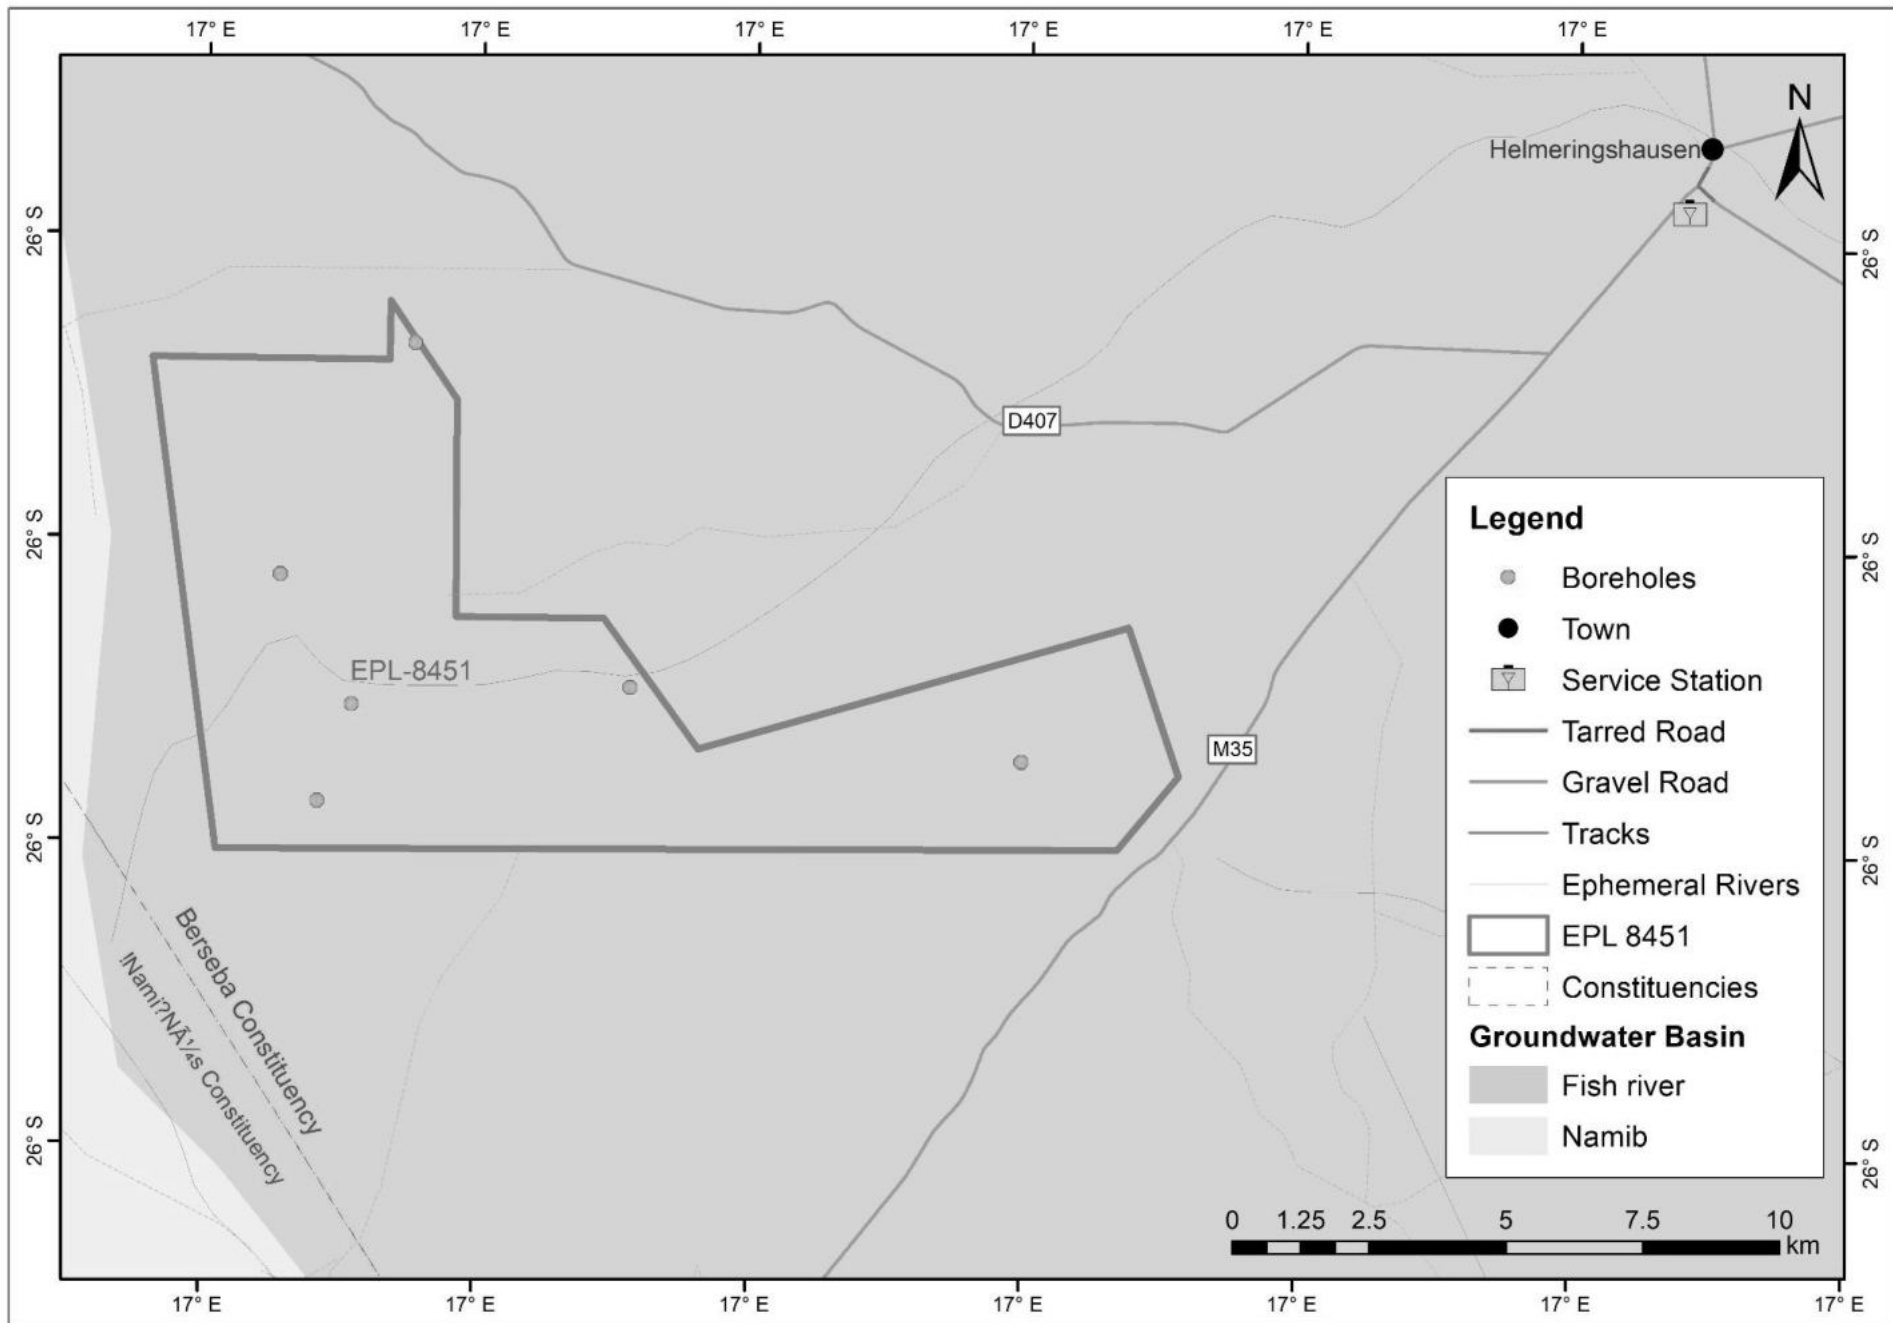 17° E 17° E 17° E 17° E 17° E 17° E
N
Helmeringshausen
26° S
26° S
D407
26° S
26° S
EPL-8451
M35
26° S
26° S
26° S
26° S
Berseba Constituency
!Nami?NÃ¼s Constituency
Legend
Boreholes
Town
Service Station
Tarred Road
Gravel Road
Tracks
Ephemeral Rivers
EPL 8451
Constituencies
Groundwater Basin
Fish river
Namib
0 1.25 2.5 5 7.5 10
km
17° E 17° E 17° E 17° E 17° E 17° E 17° E